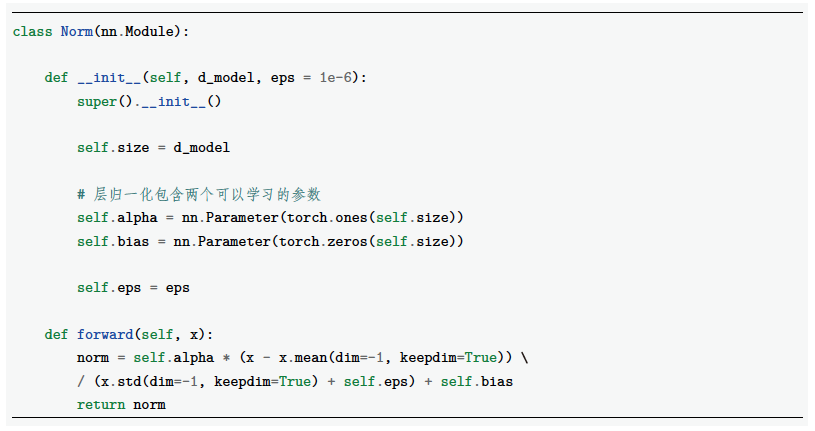 class Norm(nn.Module):
    def __init__(self, d_model, eps = 1e-6):
        super().__init__()
        self.size = d_model
        # 层归一化包含两个可以学习的参数
        self.alpha = nn.Parameter(torch.ones(self.size))
        self.bias = nn.Parameter(torch.zeros(self.size))
        self.eps = eps
    def forward(self, x):
        norm = self.alpha * (x - x.mean(dim=-1, keepdim=True)) \
        / (x.std(dim=-1, keepdim=True) + self.eps) + self.bias
        return norm